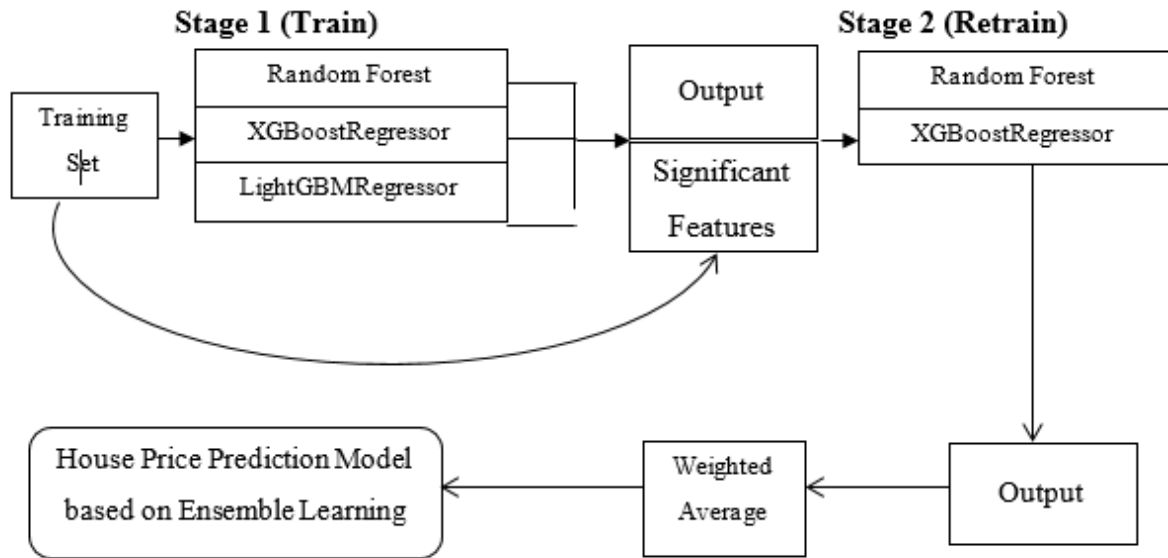 Stage 1 (Train)
Stage 2 (Retrain)
Training
Set
Random Forest
XGBoostRegressor
LightGBMRegressor
Output
Significant
Features
Random Forest
XGBoostRegressor
House Price Prediction Model
based on Ensemble Learning
Weighted
Average
Output